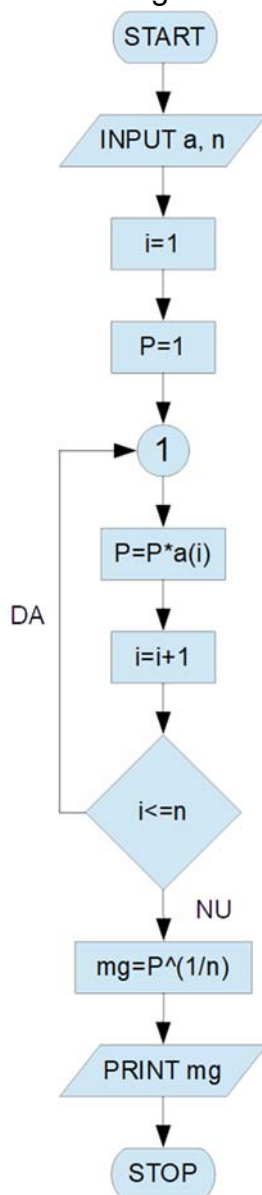 START
INPUT a, n
i=1
P=1
1
P=P*a(i)
DA
i=i+1
i<=n
NU
mg=P^(1/n)
PRINT mg
STOP